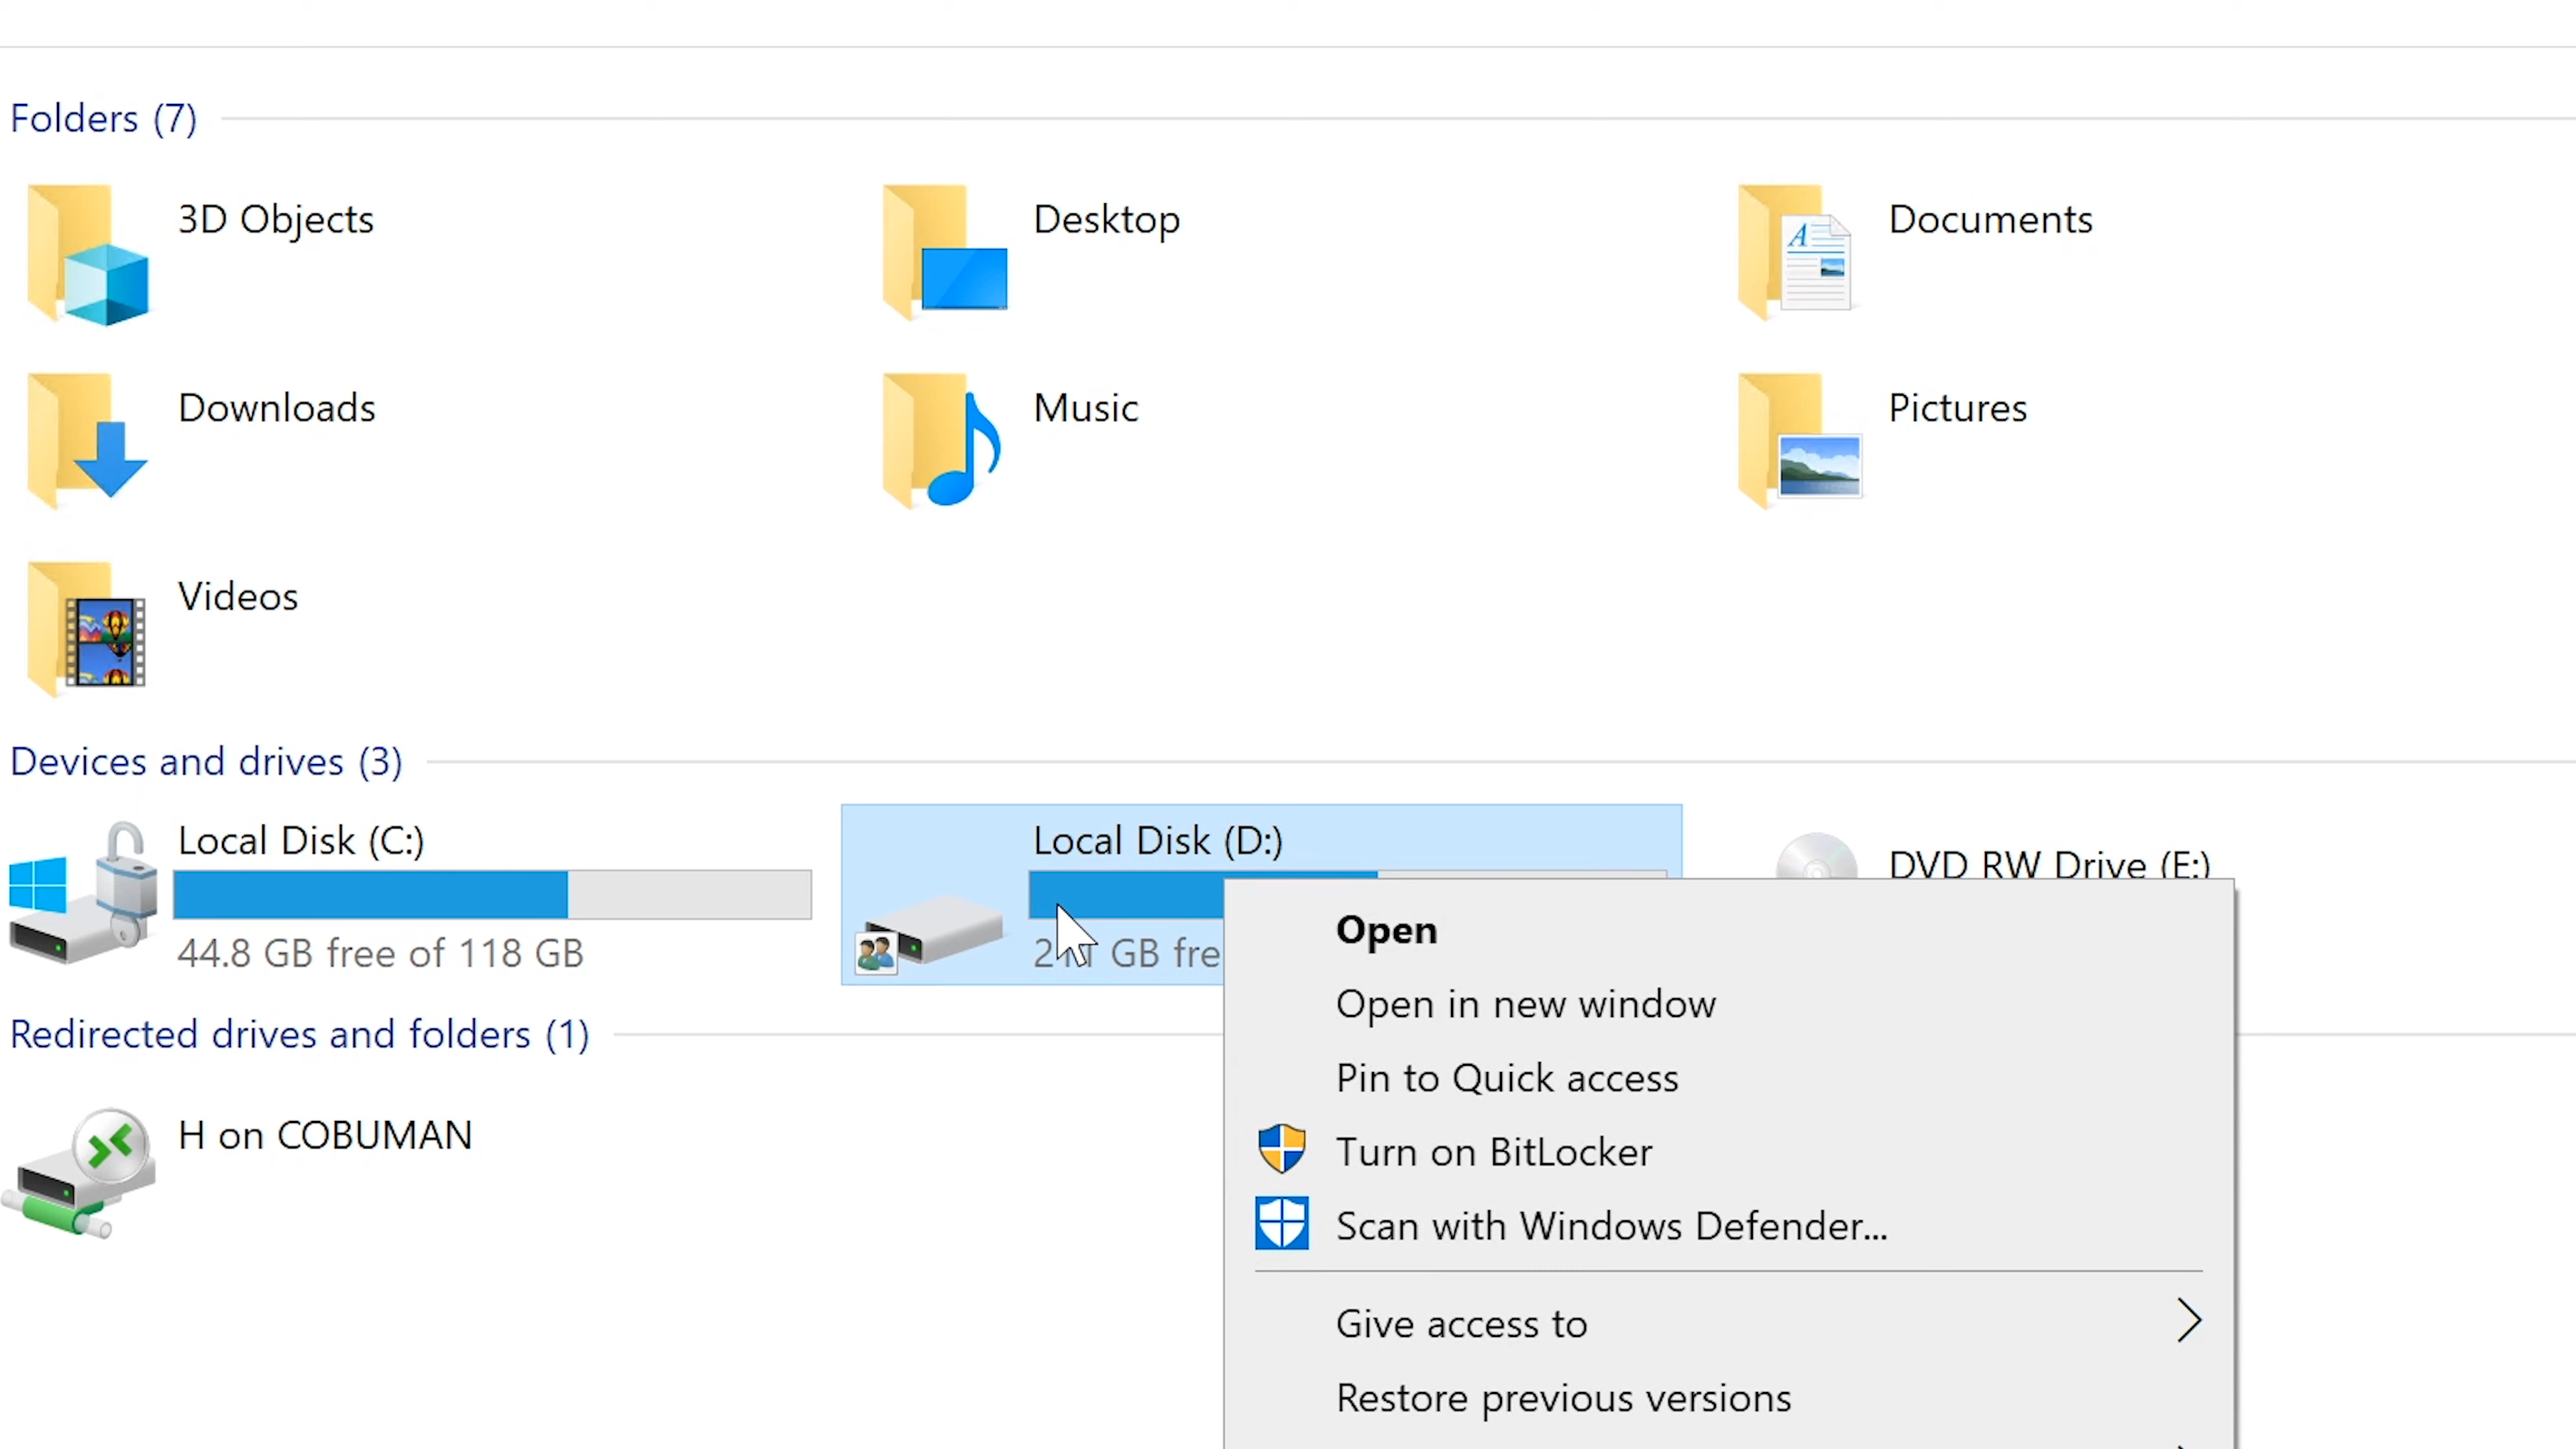 Folders (7)
3D Objects
Desktop
Documents
Downloads
Music
Pictures
Videos
Devices and drives (3)
Local Disk (C:)
44.8 GB free of 118 GB
Local Disk (D:)
GB fre
DVD RW Drive (E:)
Open
Open in new window
Pin to Quick access
Turn on BitLocker
Scan with Windows Defender...
Give access to
Restore previous versions
Redirected drives and folders (1)
H on COBUMAN